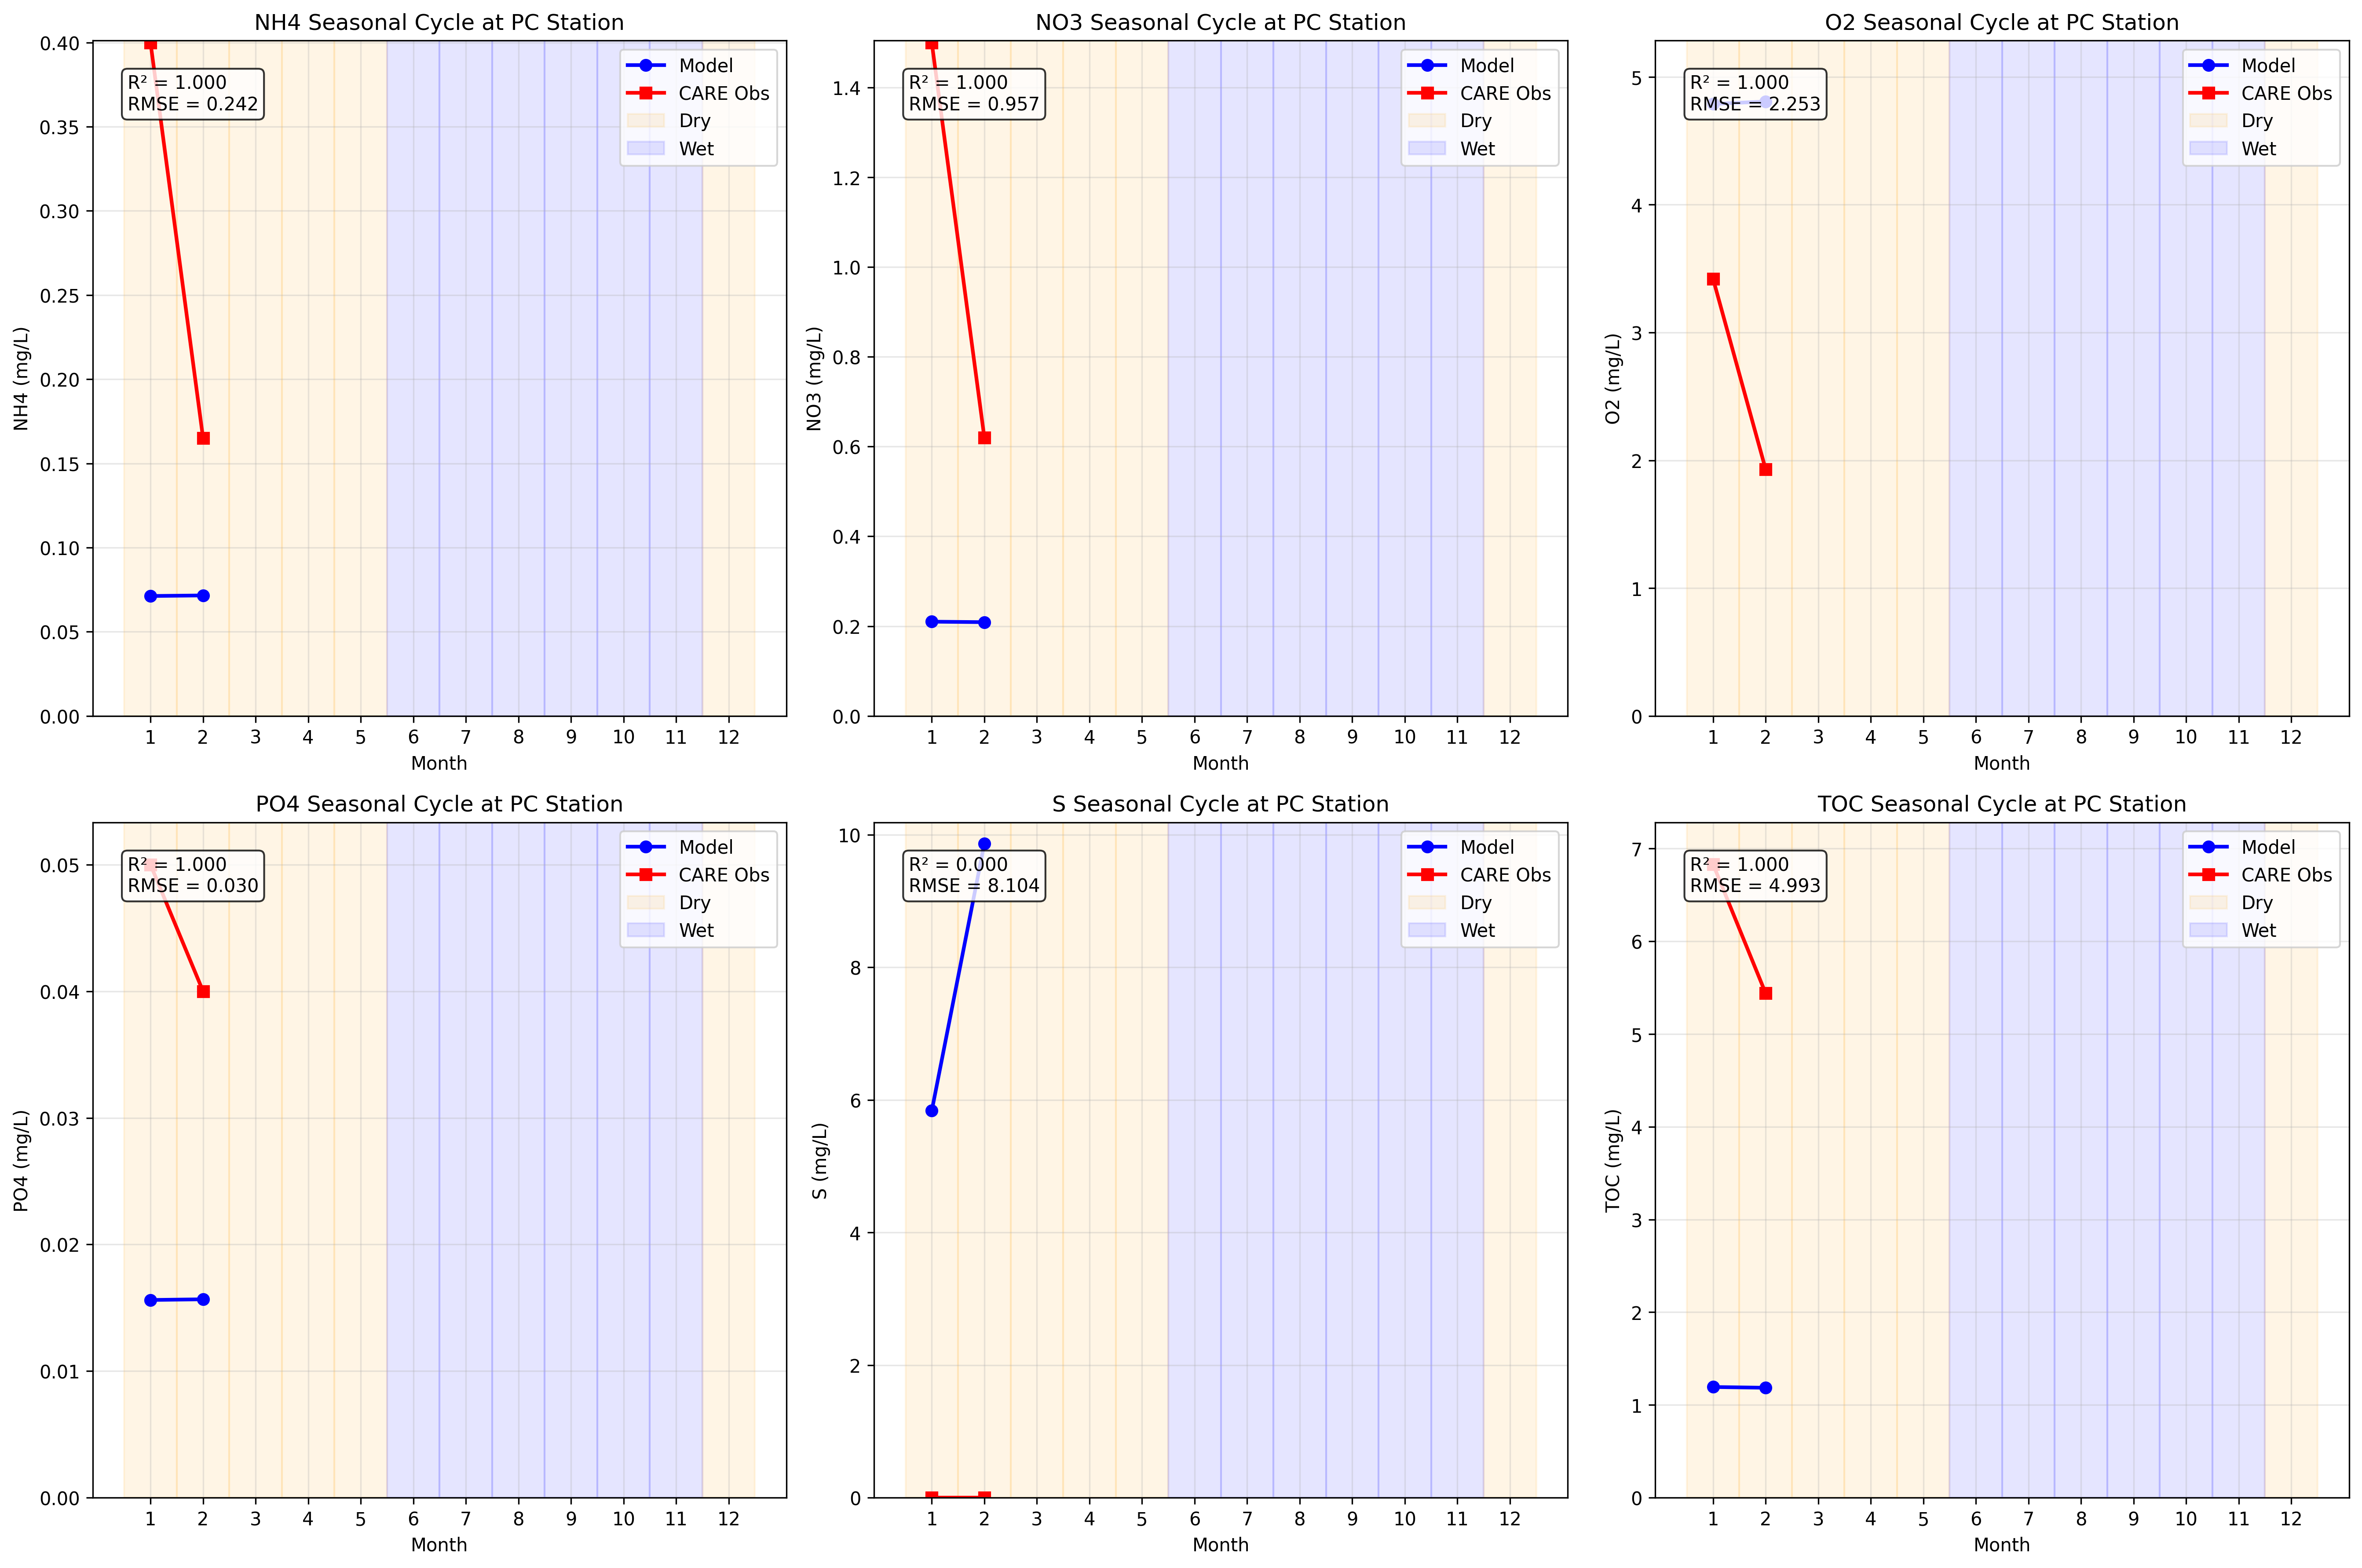 NH4 Seasonal Cycle at PC Station
R² = 1.000
RMSE = 0.242
Model
CARE Obs
Dry
Wet
0.40
0.35
0.30
0.25
0.20
0.15
0.10
0.05
0.00
NH4 (mg/L)
1 2 3 4 5 6 7 8 9 10 11 12
Month
NO3 Seasonal Cycle at PC Station
R² = 1.000
RMSE = 0.957
Model
CARE Obs
Dry
Wet
1.4
1.2
1.0
0.8
0.6
0.4
0.2
0.0
NO3 (mg/L)
1 2 3 4 5 6 7 8 9 10 11 12
Month
O2 Seasonal Cycle at PC Station
R² = 1.000
RMSE = 2.253
Model
CARE Obs
Dry
Wet
5
4
3
2
1
0
O2 (mg/L)
1 2 3 4 5 6 7 8 9 10 11 12
Month
PO4 Seasonal Cycle at PC Station
R² = 1.000
RMSE = 0.030
Model
CARE Obs
Dry
Wet
0.05
0.04
0.03
0.02
0.01
0.00
PO4 (mg/L)
1 2 3 4 5 6 7 8 9 10 11 12
Month
S Seasonal Cycle at PC Station
R² = 0.000
RMSE = 8.104
Model
CARE Obs
Dry
Wet
10
8
6
4
2
0
S (mg/L)
1 2 3 4 5 6 7 8 9 10 11 12
Month
TOC Seasonal Cycle at PC Station
R² = 1.000
RMSE = 4.993
Model
CARE Obs
Dry
Wet
7
6
5
4
3
2
1
0
TOC (mg/L)
1 2 3 4 5 6 7 8 9 10 11 12
Month